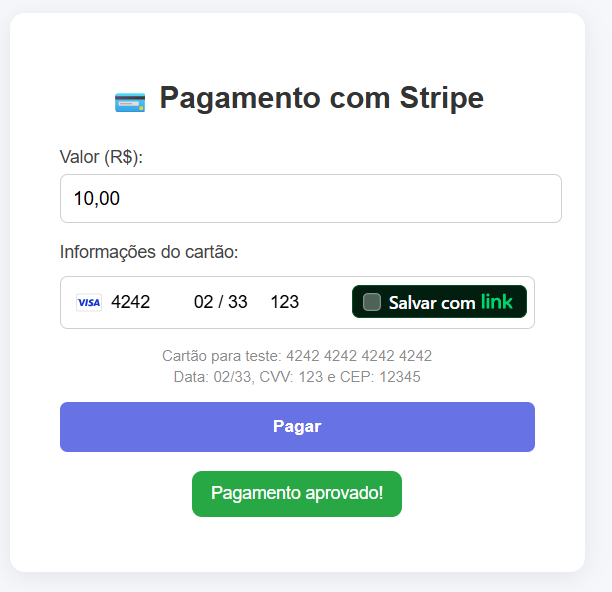 Pagamento com Stripe
Valor (R$):
10,00
Informações do cartão:
VISA 4242 02 / 33 123 Salvar com link
Cartão para teste: 4242 4242 4242 4242
Data: 02/33, CVV: 123 e CEP: 12345
Pagar
Pagamento aprovado!